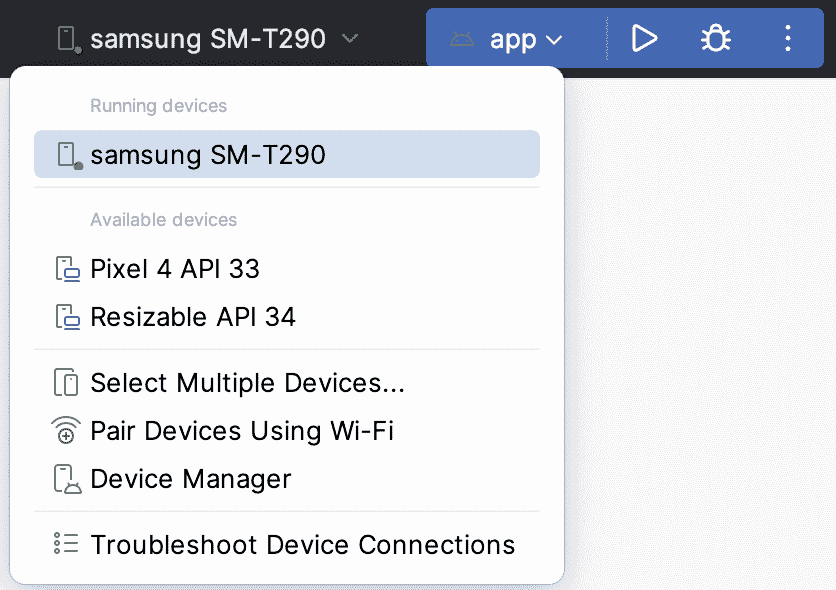 samsung SM-T290
app
Running devices
samsung SM-T290
Available devices
Pixel 4 API 33
Resizable API 34
Select Multiple Devices...
Pair Devices Using Wi-Fi
Device Manager
Troubleshoot Device Connections